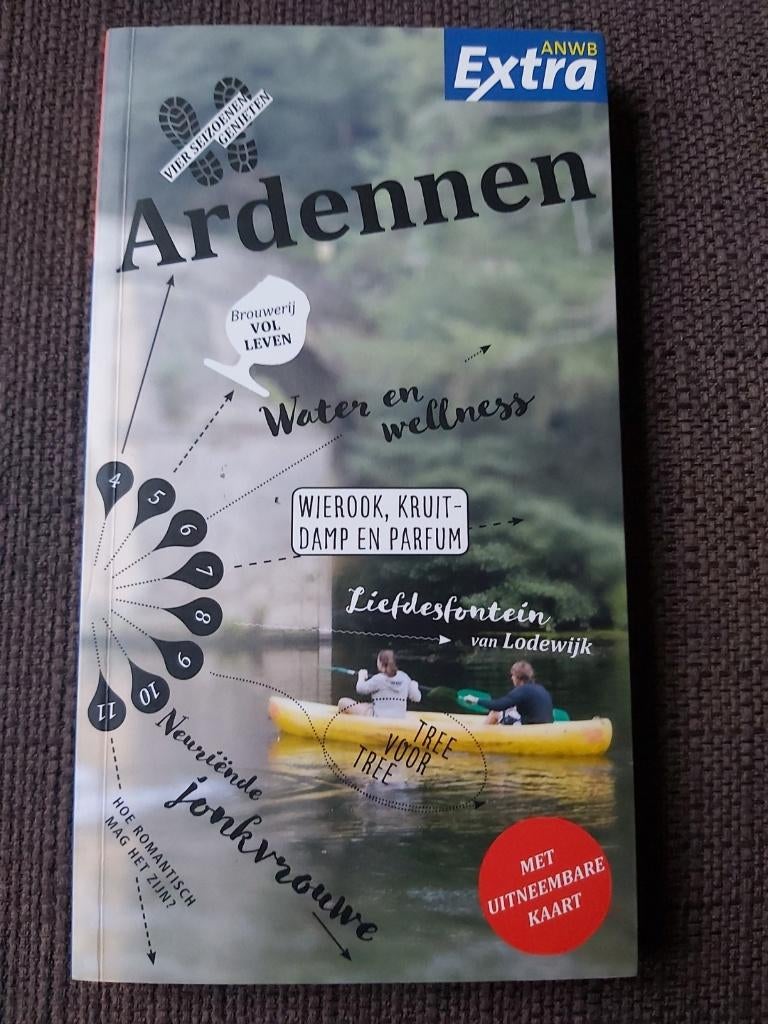 ANWB
Extra
VIER SEIZOENEN
GENIETEN
Ardennen
Brouwerij
VOL
LEVEN
Water en
wellness
4
5
6
7
8
9
10
11
WIEROOK, KRUIT-
DAMP EN PARFUM
Liefdesfontein
van Lodewijk
TREE
VOOR
TREE
Neuriënde
jonkvrouwe
HOE ROMANTISCH
MAG HET ZIJN?
MET
UITNEEMBARE
KAART